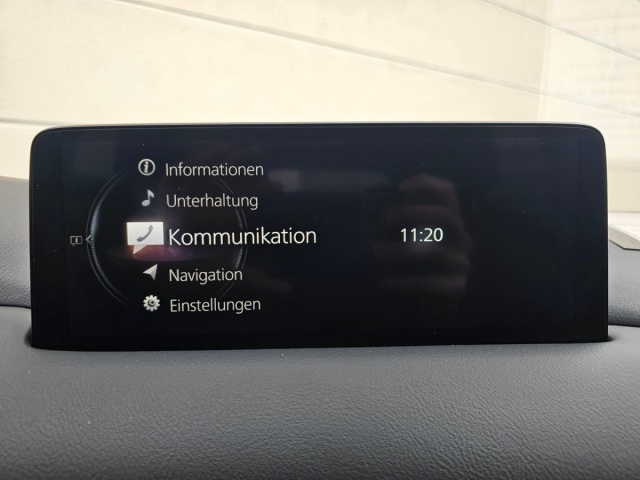 Informationen
Unterhaltung
Kommunikation 11:20
Navigation
Einstellungen